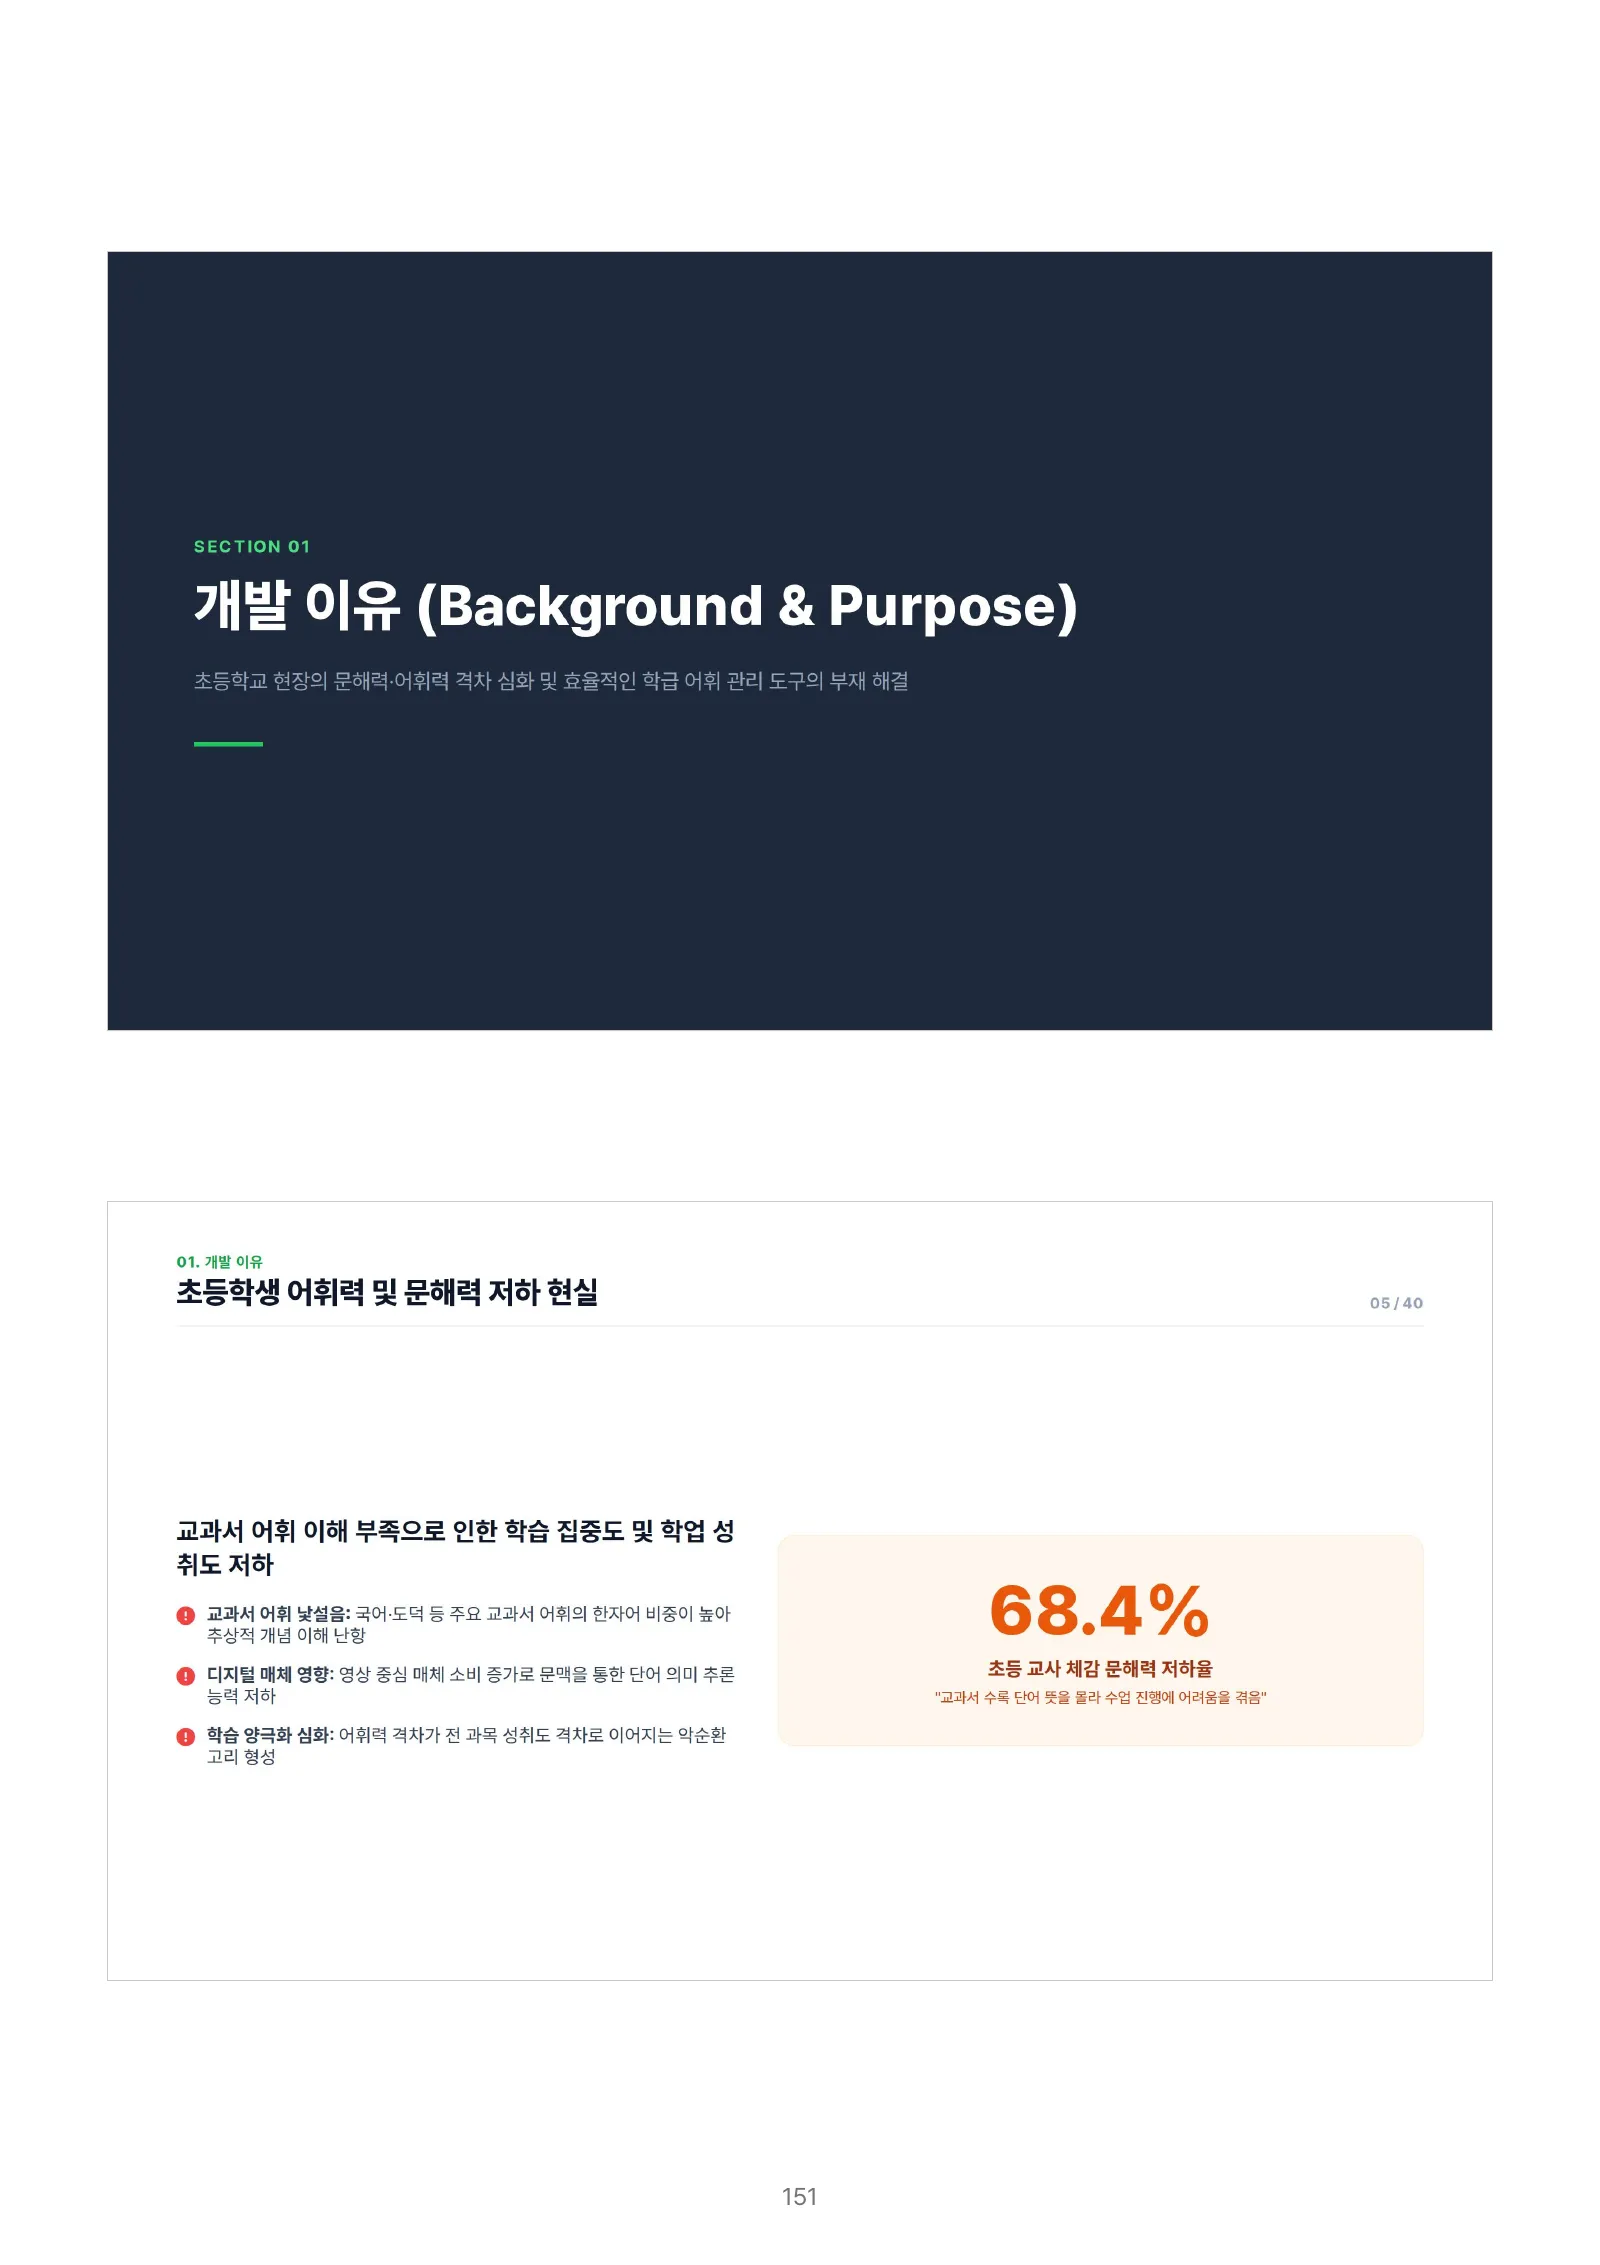 SECTION 01
개발 이유 (Background & Purpose)
초등학교 현장의 문해력·어휘력 격차 심화 및 효율적인 학급 어휘 관리 도구의 부재 해결
01. 개발 이유
초등학생 어휘력 및 문해력 저하 현실
05 / 40
교과서 어휘 이해 부족으로 인한 학습 집중도 및 학업 성
취도 저하
교과서 어휘 낯설음: 국어·도덕 등 주요 교과서 어휘의 한자어 비중이 높아
추상적 개념 이해 난항
디지털 매체 영향: 영상 중심 매체 소비 증가로 문맥을 통한 단어 의미 추론
능력 저하
학습 양극화 심화: 어휘력 격차가 전 과목 성취도 격차로 이어지는 악순환
고리 형성
68.4%
초등 교사 체감 문해력 저하율
"교과서 수록 단어 뜻을 몰라 수업 진행에 어려움을 겪음"
151